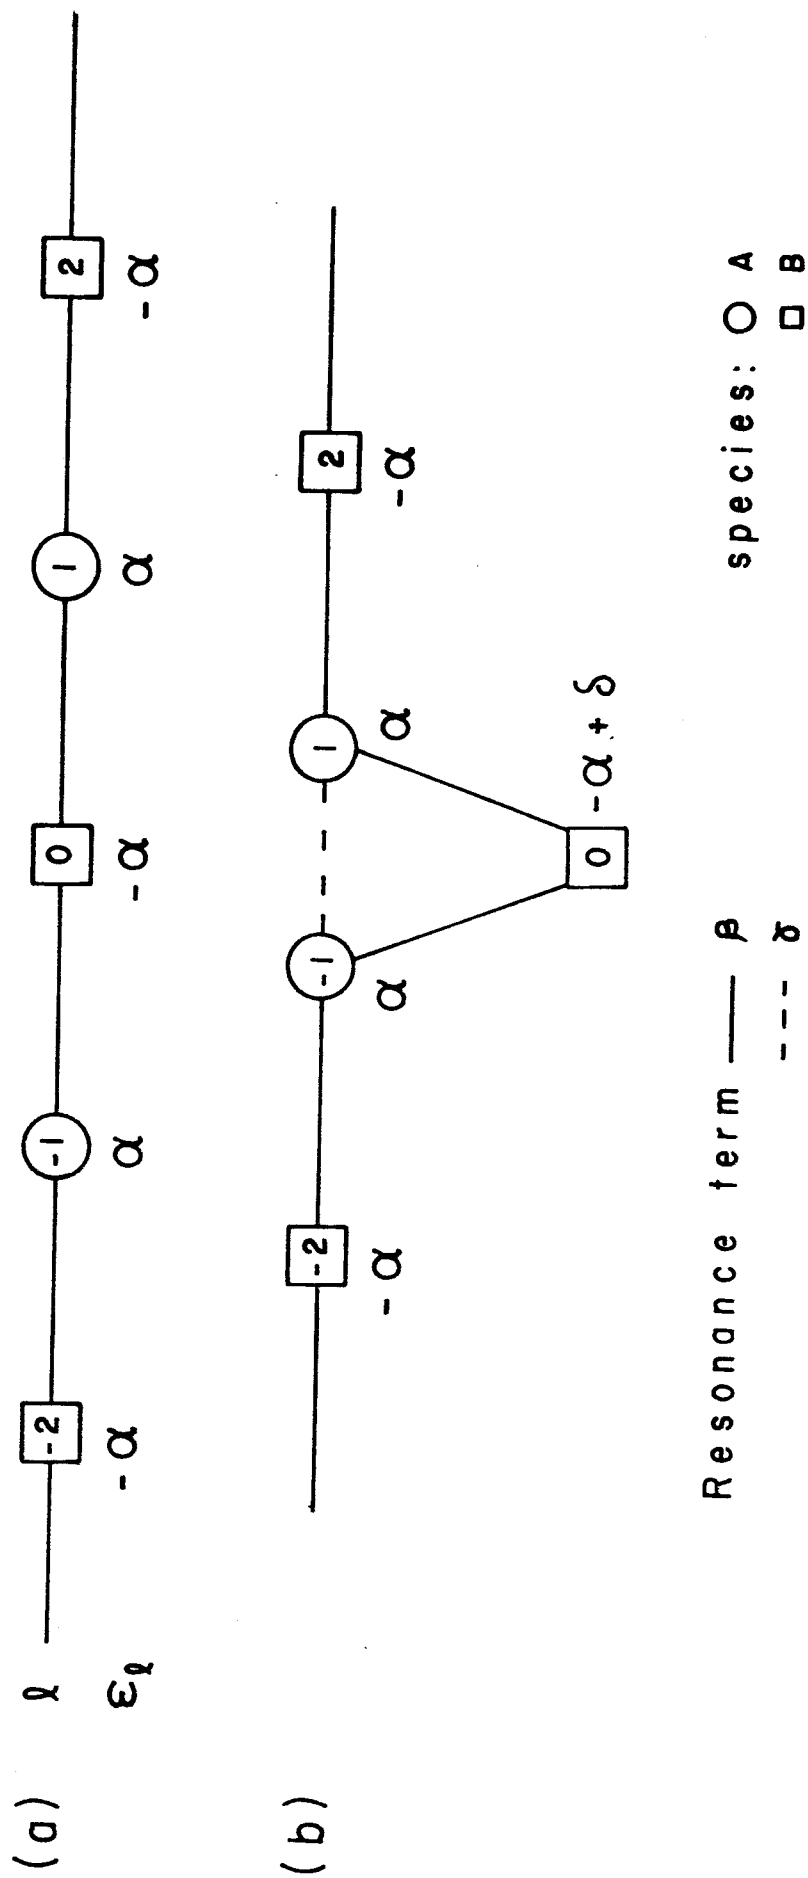 (a) ℓ -2 -1 0 1 2
ε_ℓ -α α -α α -α
(b) -2 -1 1 2
-α α α -α
0 -α + δ
Resonance term —— β species: ○ A
--- γ □ B